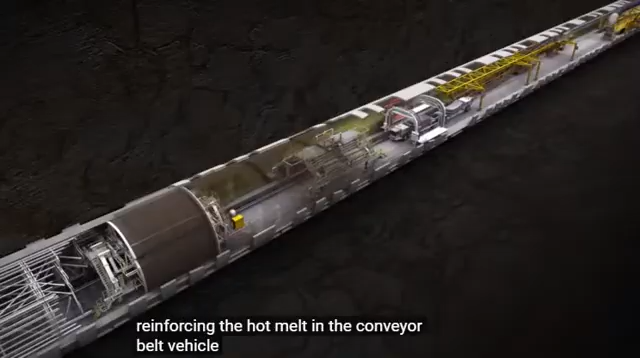 reinforcing the hot melt in the conveyor
belt vehicle